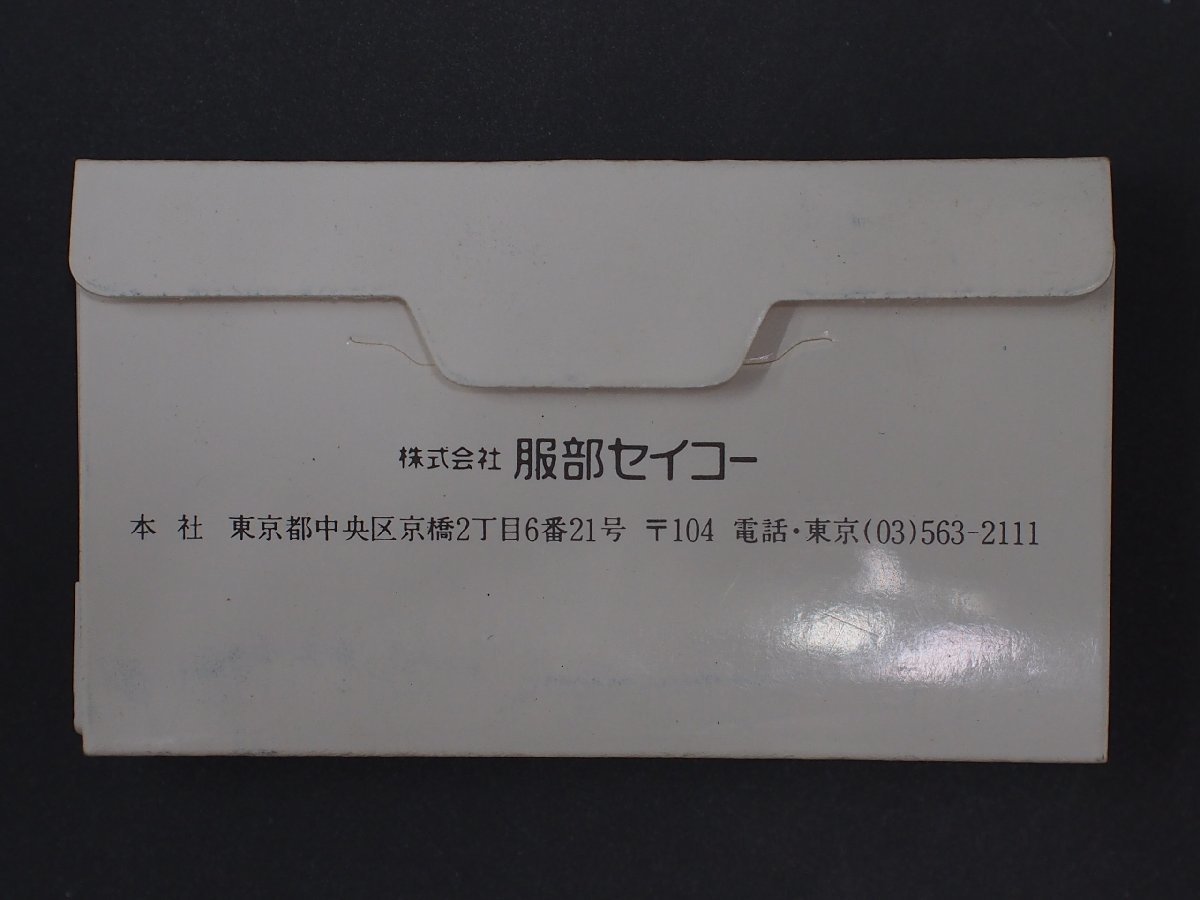 株式会社 服部セイコー
本社 東京都中央区京橋2丁目6番21号 〒104 電話・東京(03)563-2111